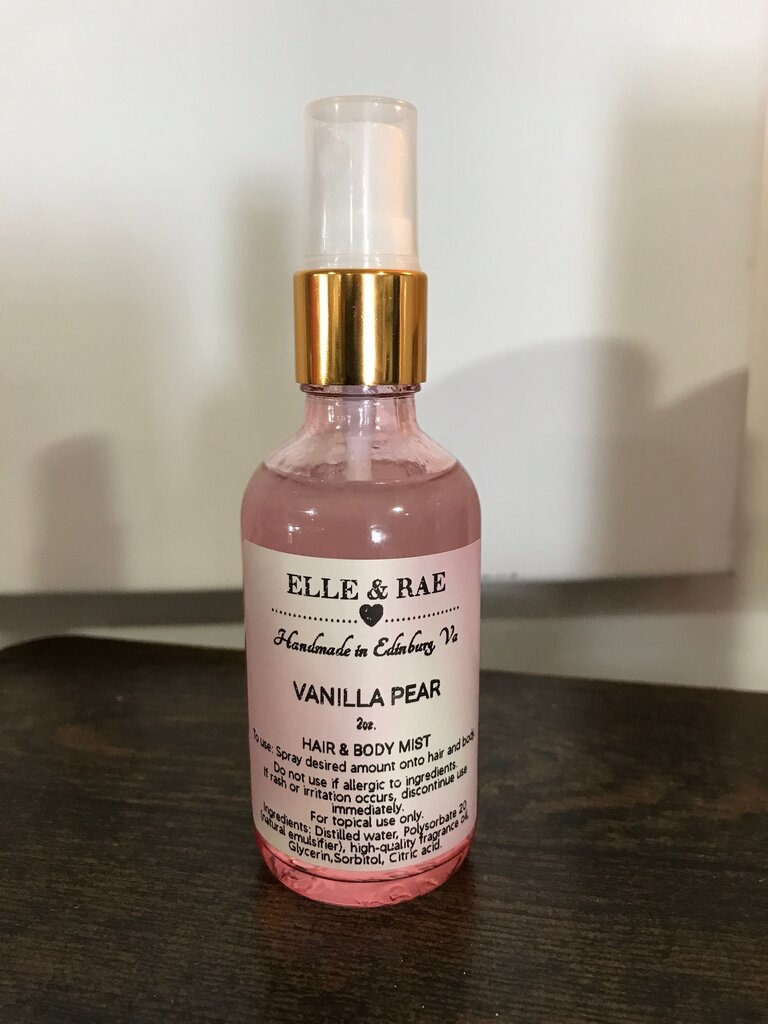 ELLE & RAE
Handmade in Edinburg, Va
VANILLA PEAR
2oz.
HAIR & BODY MIST
To use: Spray desired amount onto hair and body.
Do not use if allergic to ingredients.
If rash or irritation occurs, discontinue use
immediately.
For topical use only.
Ingredients: Distilled water, Polysorbate 20
(natural emulsifier), high-quality fragrance oil,
Glycerin,Sorbitol, Citric acid.